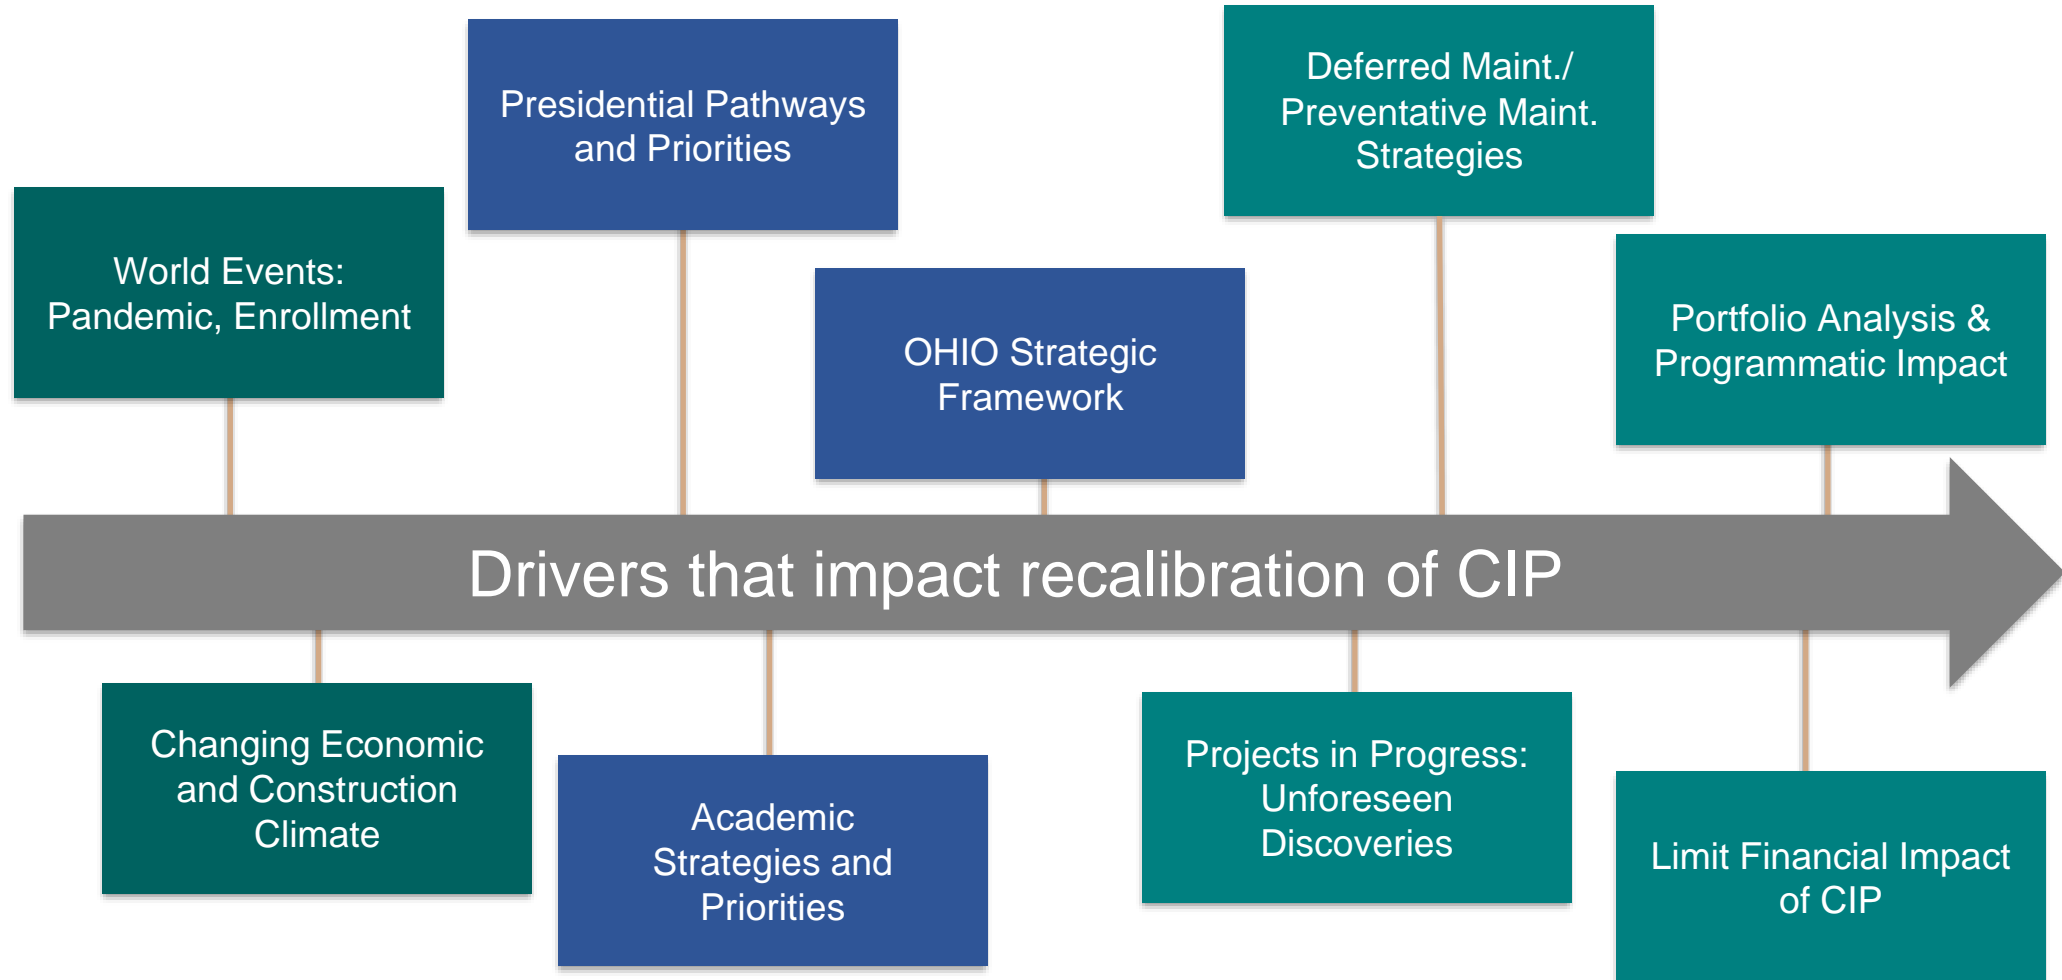 Presidential Pathways
and Priorities
Deferred Maint./
Preventative Maint.
Strategies
World Events:
Pandemic, Enrollment
OHIO Strategic
Framework
Portfolio Analysis &
Programmatic Impact
Drivers that impact recalibration of CIP
Changing Economic
and Construction
Climate
Academic
Strategies and
Priorities
Projects in Progress:
Unforeseen
Discoveries
Limit Financial Impact
of CIP